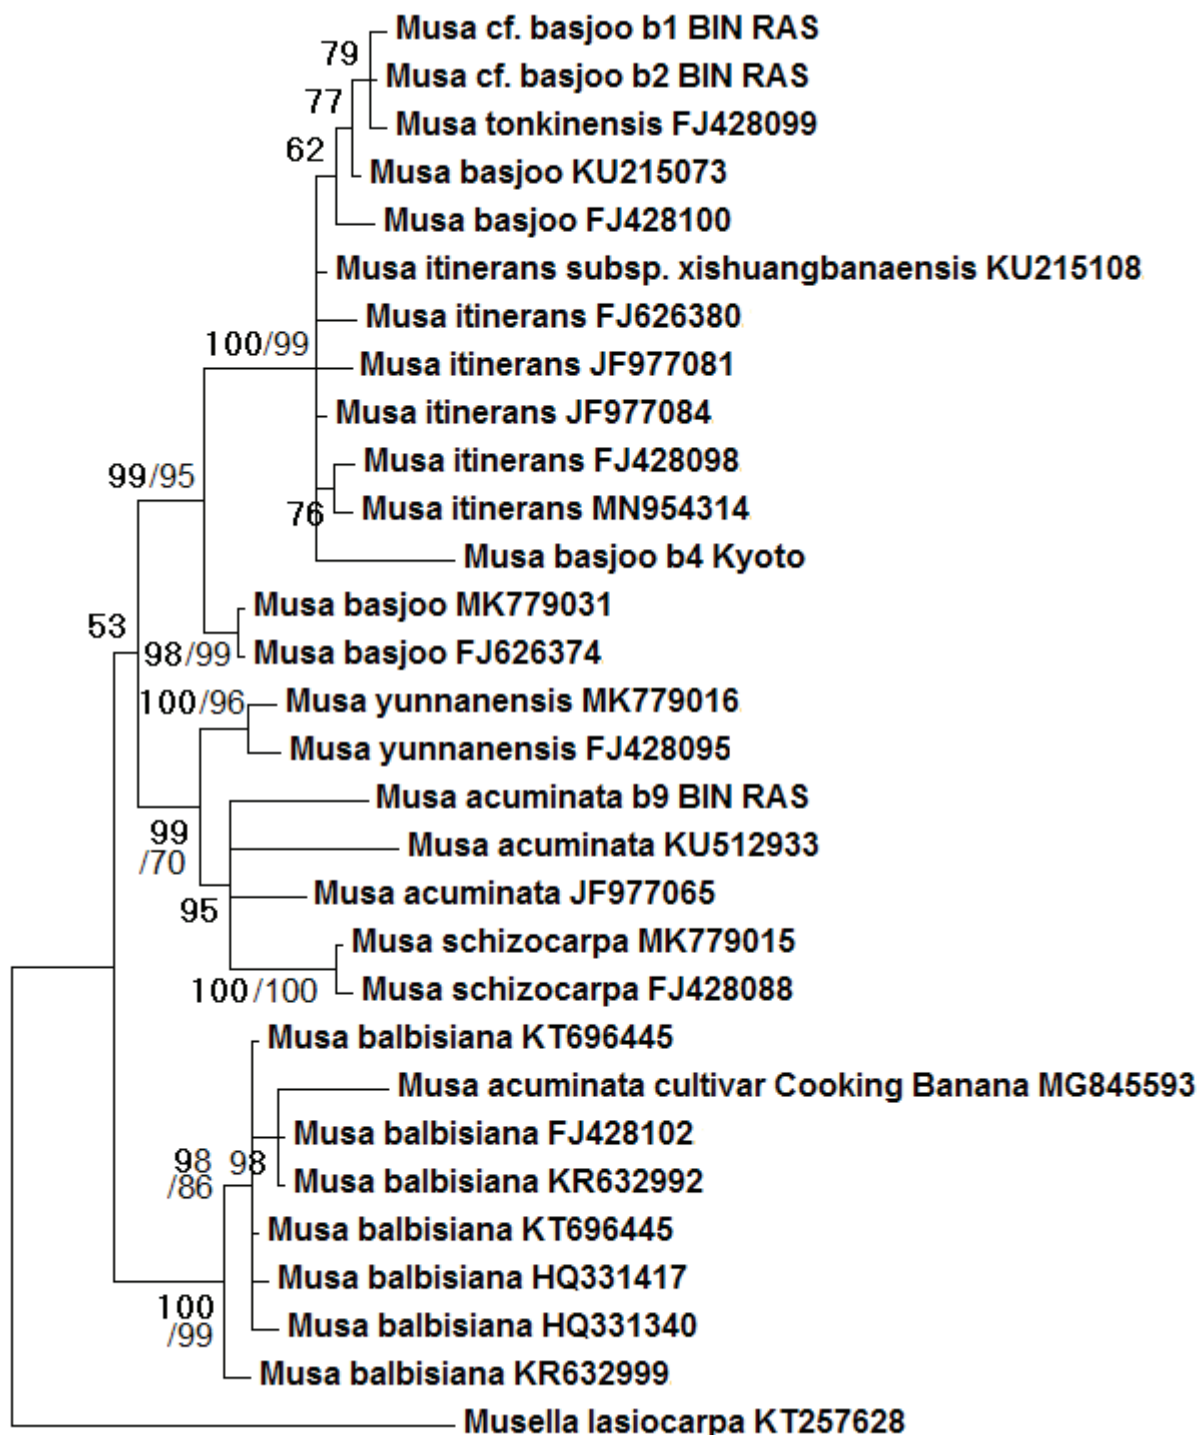 Musa cf. basjoo b1 BIN RAS
79
Musa cf. basjoo b2 BIN RAS
77
Musa tonkinensis FJ428099
62
Musa basjoo KU215073
Musa basjoo FJ428100
Musa itinerans subsp. xishuangbanaensis KU215108
Musa itinerans FJ626380
100/99
Musa itinerans JF977081
Musa itinerans JF977084
Musa itinerans FJ428098
99/95
Musa itinerans MN954314
76
Musa basjoo b4 Kyoto
Musa basjoo MK779031
53
Musa basjoo FJ626374
98/99
Musa yunnanensis MK779016
100/96
Musa yunnanensis FJ428095
Musa acuminata b9 BIN RAS
99
/70
Musa acuminata KU512933
Musa acuminata JF977065
95
Musa schizocarpa MK779015
Musa schizocarpa FJ428088
100/100
Musa balbisiana KT696445
Musa acuminata cultivar Cooking Banana MG845593
Musa balbisiana FJ428102
98
/86
98
Musa balbisiana KR632992
Musa balbisiana KT696445
Musa balbisiana HQ331417
100
/99
Musa balbisiana HQ331340
Musa balbisiana KR632999
Musella lasiocarpa KT257628